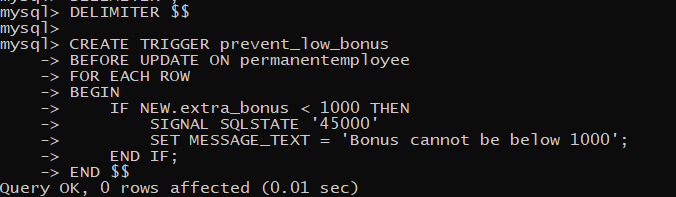 mysql> DELIMITER $$
mysql>
mysql> CREATE TRIGGER prevent_low_bonus
    -> BEFORE UPDATE ON permanentemployee
    -> FOR EACH ROW
    -> BEGIN
    ->     IF NEW.extra_bonus < 1000 THEN
    ->         SIGNAL SQLSTATE '45000'
    ->         SET MESSAGE_TEXT = 'Bonus cannot be below 1000';
    ->     END IF;
    -> END $$
Query OK, 0 rows affected (0.01 sec)